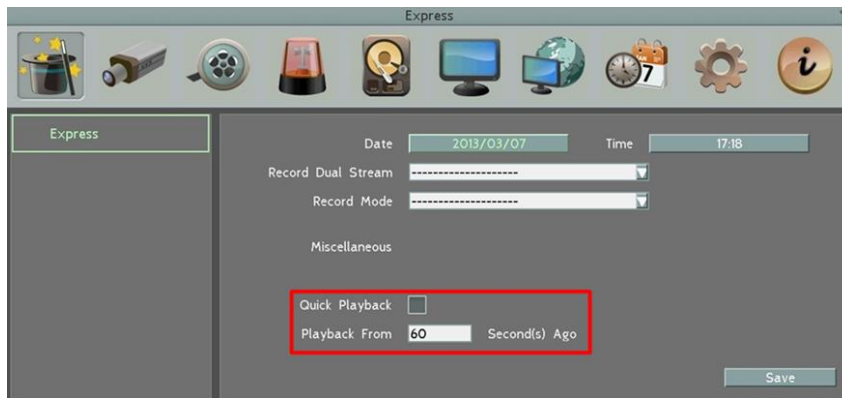 Express
7
i
Express
Date 2013/03/07 Time 17:18
Record Dual Stream --------------------
Record Mode --------------------
Miscellaneous
Quick Playback
Playback From 60 Second(s) Ago
Save